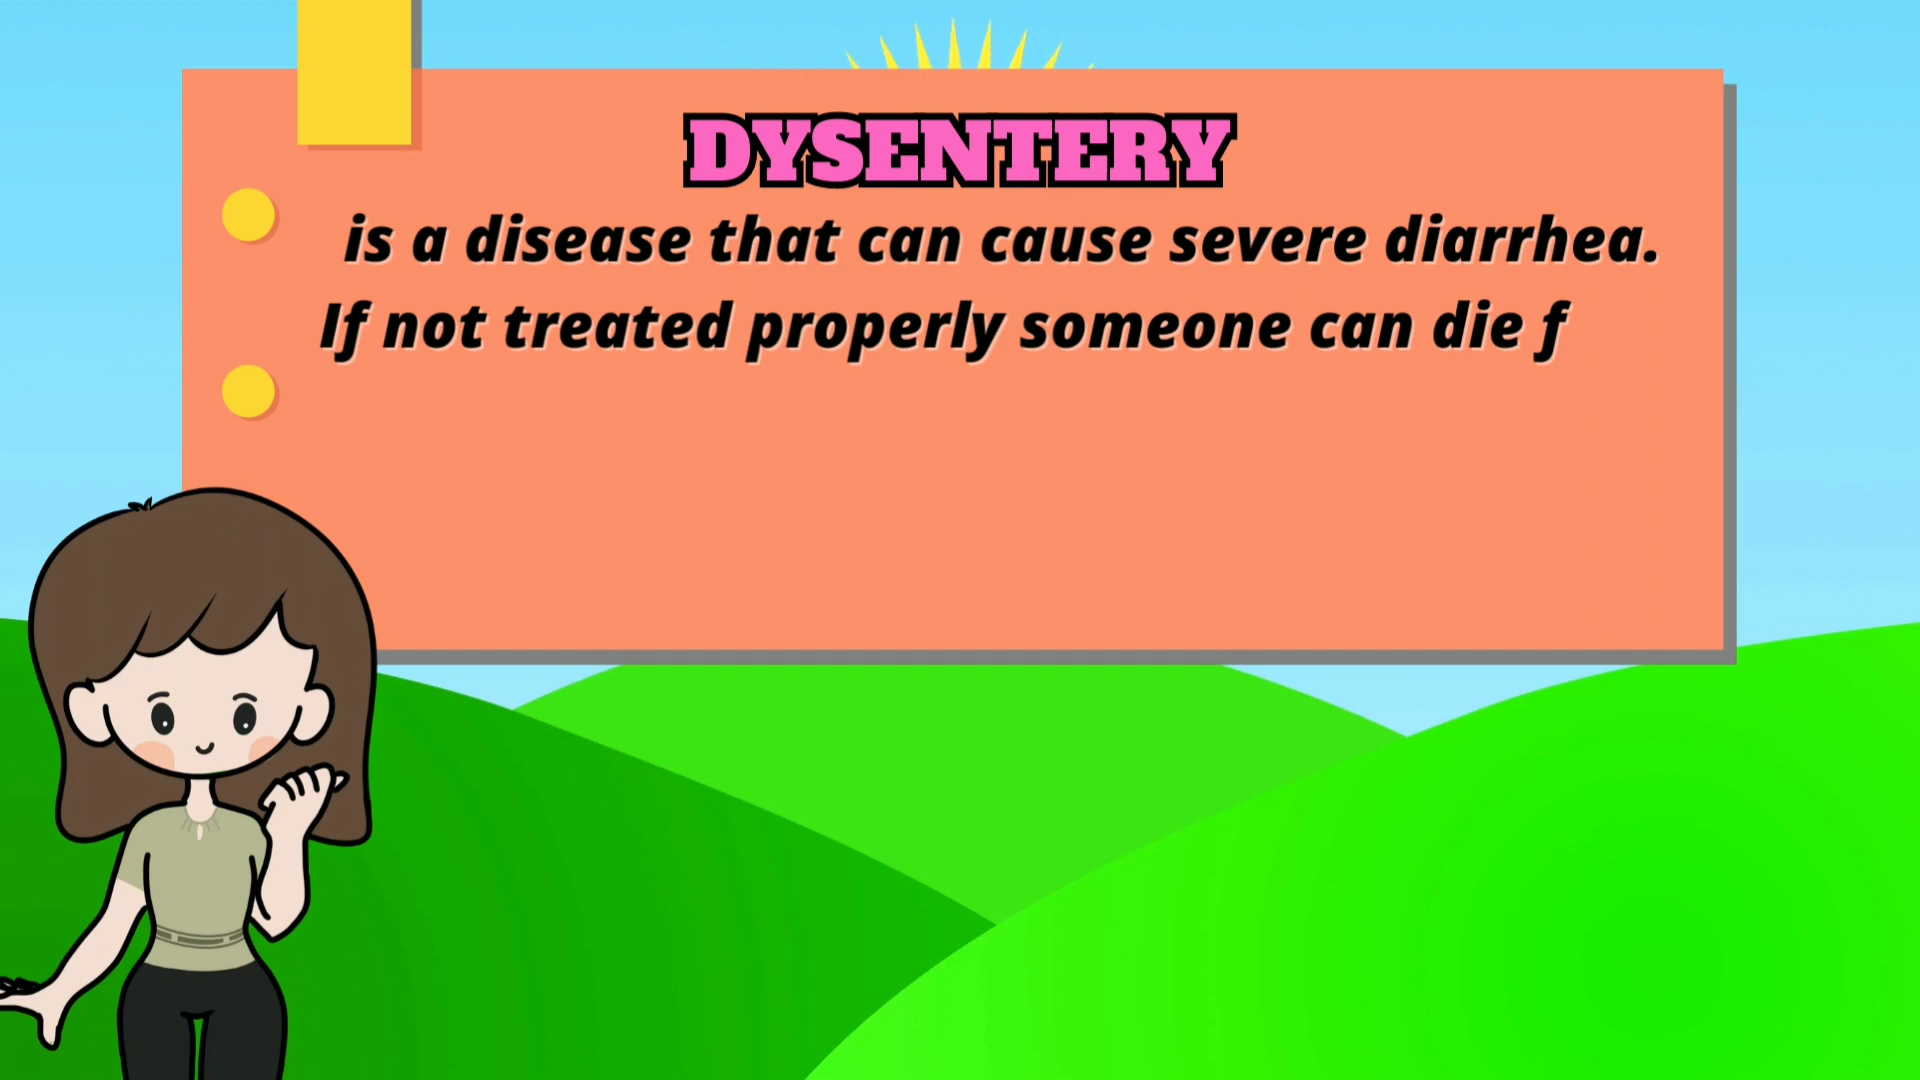 DYSENTERY
is a disease that can cause severe diarrhea.
If not treated properly someone can die f